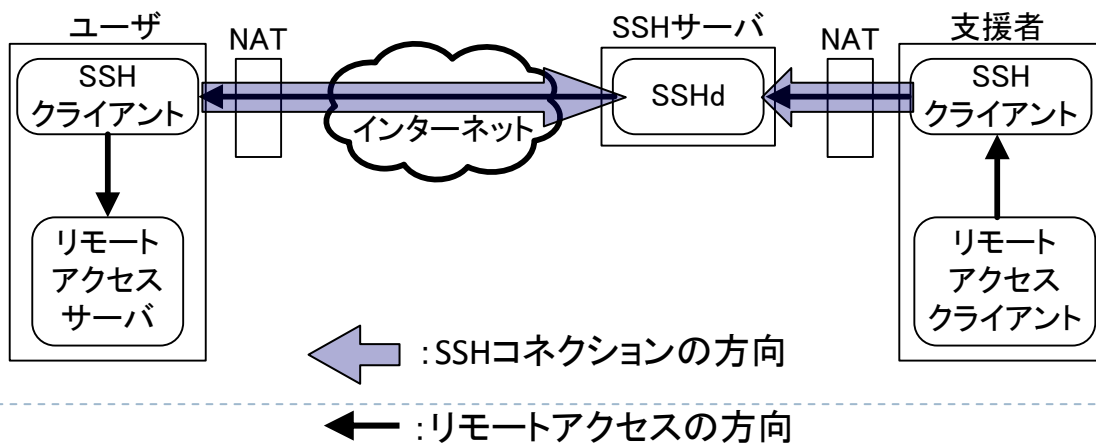 ユーザ
NAT
SSHサーバ
NAT
支援者
SSH
クライアント
インターネット
SSHd
SSH
クライアント
リモート
アクセス
サーバ
リモート
アクセス
クライアント
:SSHコネクションの方向
:リモートアクセスの方向